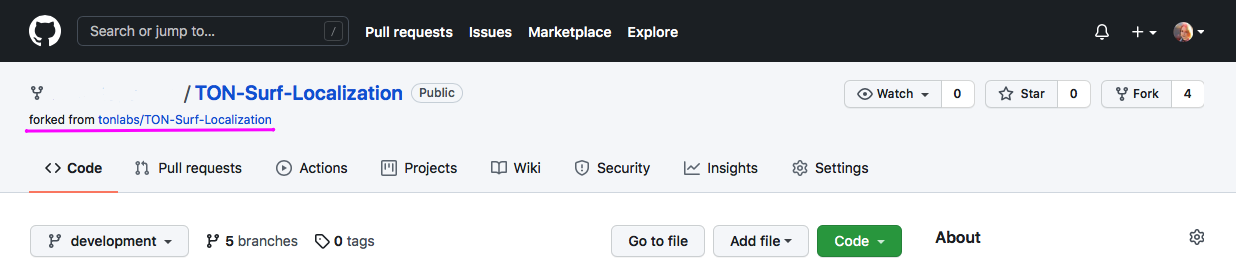 Search or jump to... / Pull requests Issues Marketplace Explore
/ TON-Surf-Localization Public Watch 0 Star 0 Fork 4
forked from tonlabs/TON-Surf-Localization
Code Pull requests Actions Projects Wiki Security Insights Settings
development 5 branches 0 tags Go to file Add file Code About